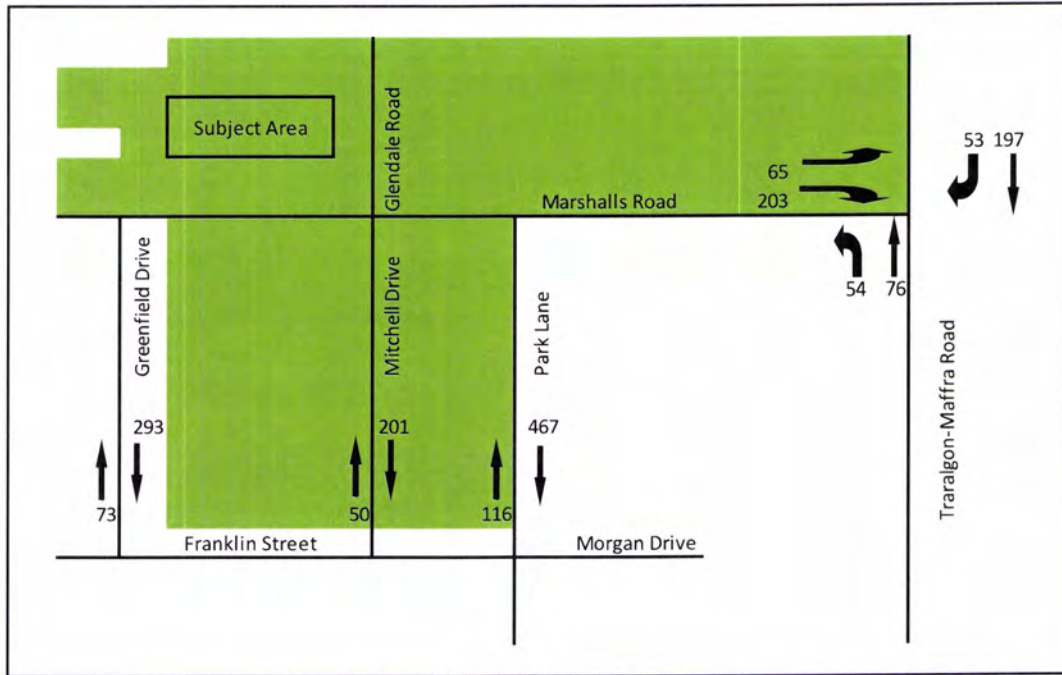 Subject Area
Glendale Road
53 197
65
203
Marshalls Road
54 76
Greenfield Drive
Mitchell Drive
Park Lane
Traralgon-Maffra Road
293
201
467
73
50
116
Franklin Street
Morgan Drive